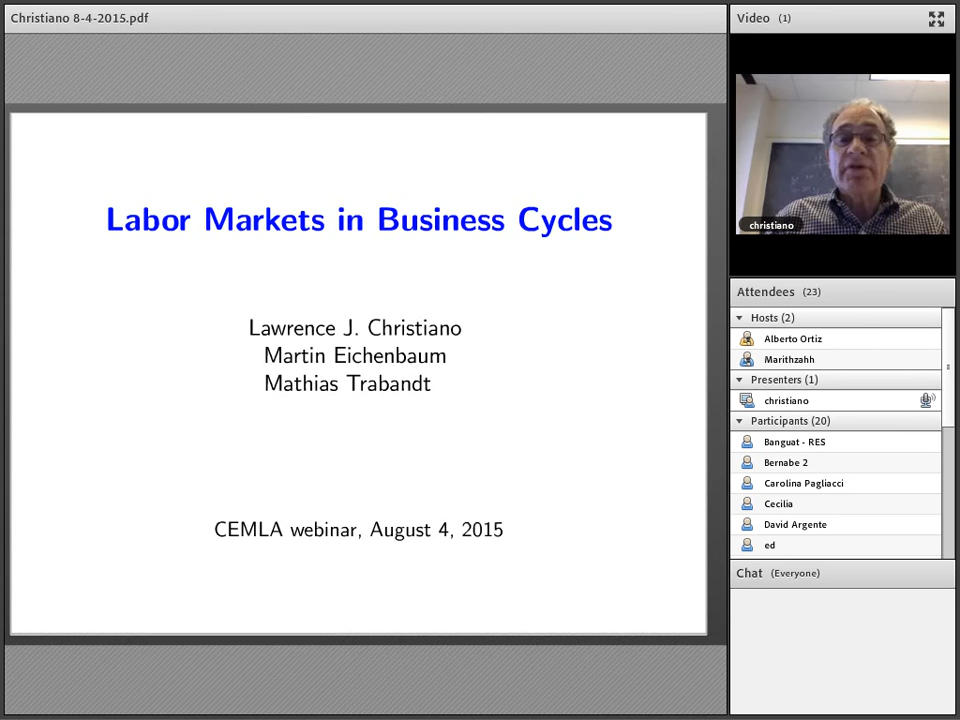 Christiano 8-4-2015.pdf
Labor Markets in Business Cycles
Lawrence J. Christiano
Martin Eichenbaum
Mathias Trabandt
CEMLA webinar, August 4, 2015
Video (1)
christiano
Attendees (23)
Hosts (2)
Alberto Ortiz
Marithzahh
Presenters (1)
christiano
Participants (20)
Banguat - RES
Bernabe 2
Carolina Pagliacci
Cecilia
David Argente
ed
Chat (Everyone)